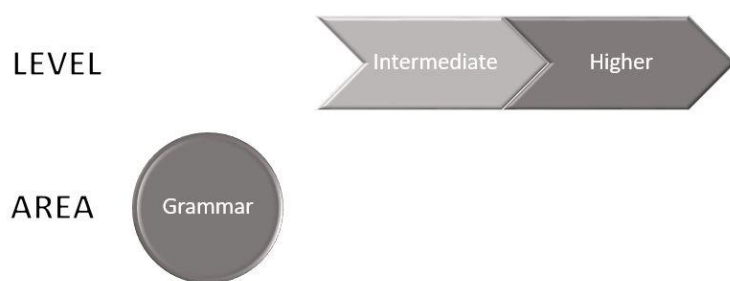 LEVEL
Intermediate
Higher
AREA
Grammar